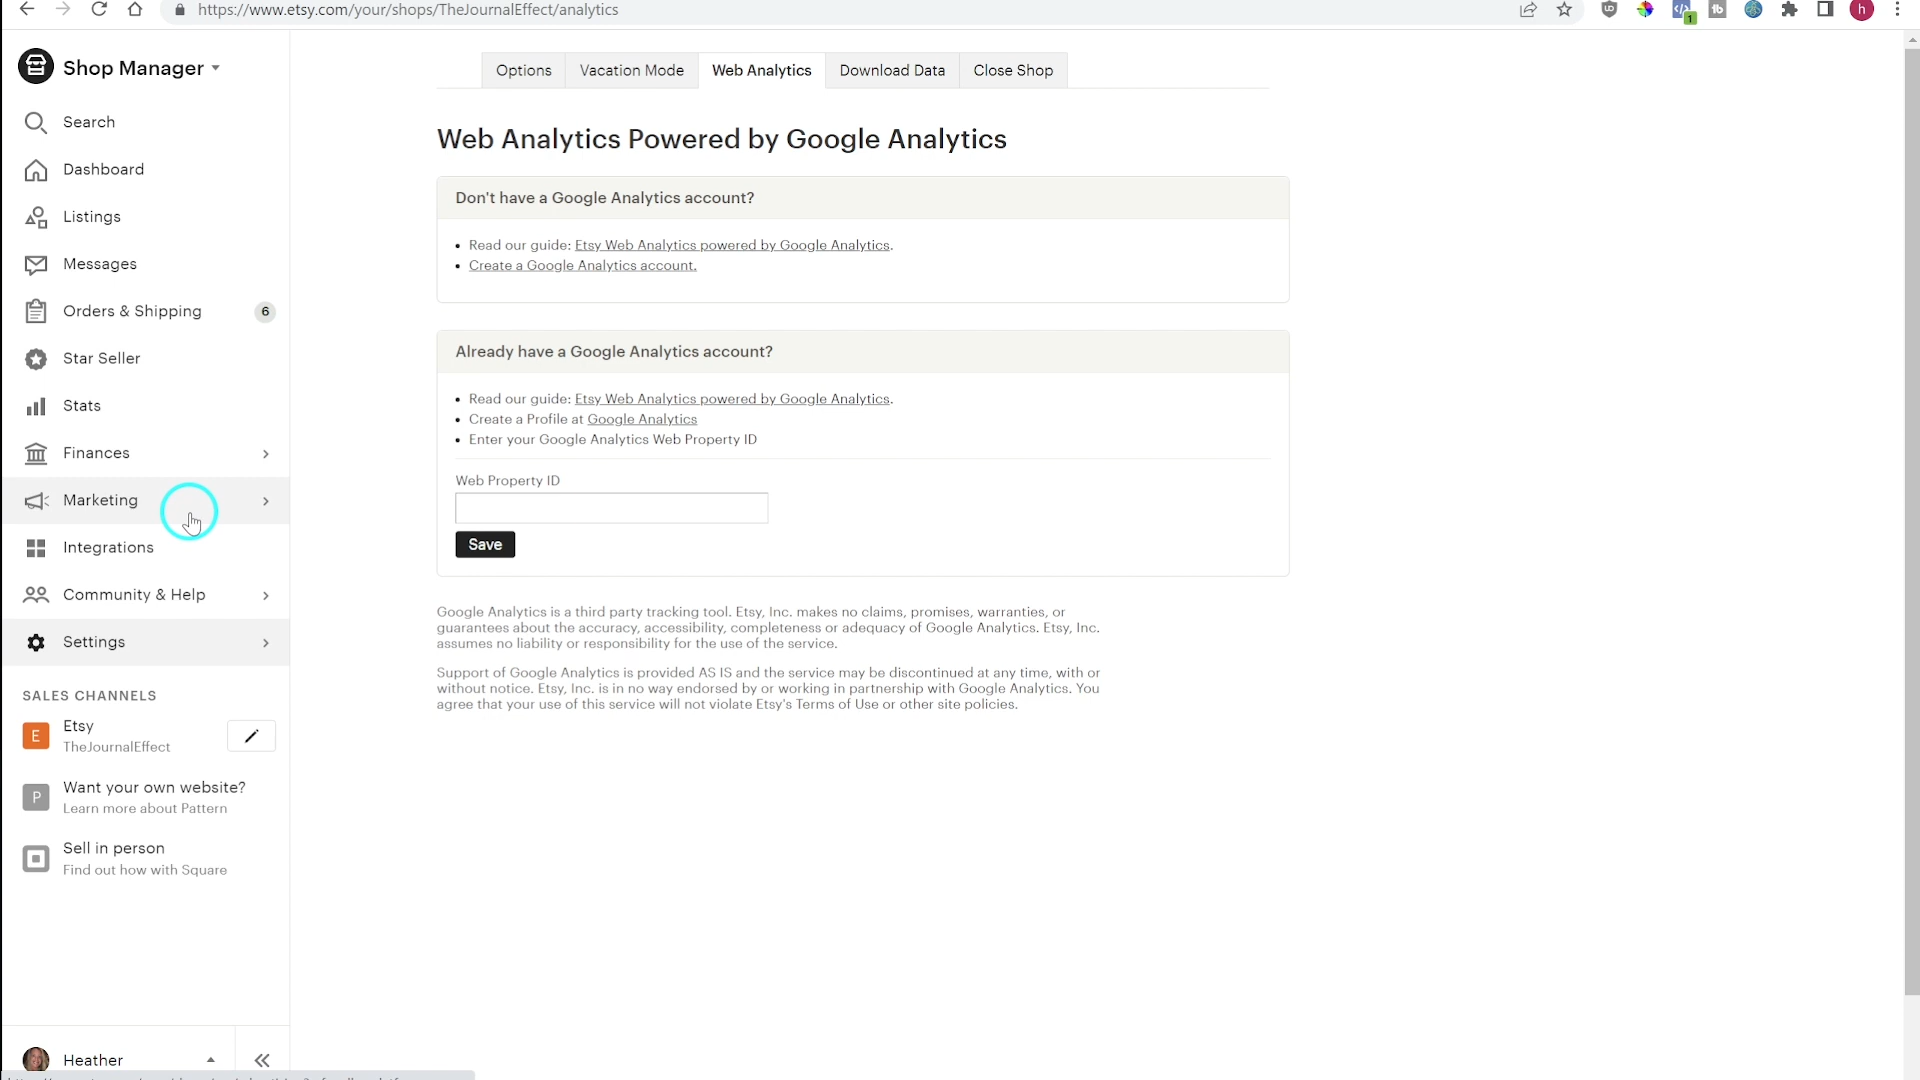 https://www.etsy.com/your/shops/TheJournalEffect/analytics
1
h
Shop Manager
Options
Vacation Mode
Web Analytics
Download Data
Close Shop
Search
Dashboard
Listings
Messages
Orders & Shipping
6
Star Seller
Stats
Finances
Marketing
Integrations
Community & Help
Settings
SALES CHANNELS
E
Etsy
TheJournalEffect
P
Want your own website?
Learn more about Pattern
Sell in person
Find out how with Square
Heather
Web Analytics Powered by Google Analytics
Don't have a Google Analytics account?
Read our guide: Etsy Web Analytics powered by Google Analytics.
Create a Google Analytics account.
Already have a Google Analytics account?
Read our guide: Etsy Web Analytics powered by Google Analytics.
Create a Profile at Google Analytics
Enter your Google Analytics Web Property ID
Web Property ID
Save
Google Analytics is a third party tracking tool. Etsy, Inc. makes no claims, promises, warranties, or
guarantees about the accuracy, accessibility, completeness or adequacy of Google Analytics. Etsy, Inc.
assumes no liability or responsibility for the use of the service.
Support of Google Analytics is provided AS IS and the service may be discontinued at any time, with or
without notice. Etsy, Inc. is in no way endorsed by or working in partnership with Google Analytics. You
agree that your use of this service will not violate Etsy's Terms of Use or other site policies.